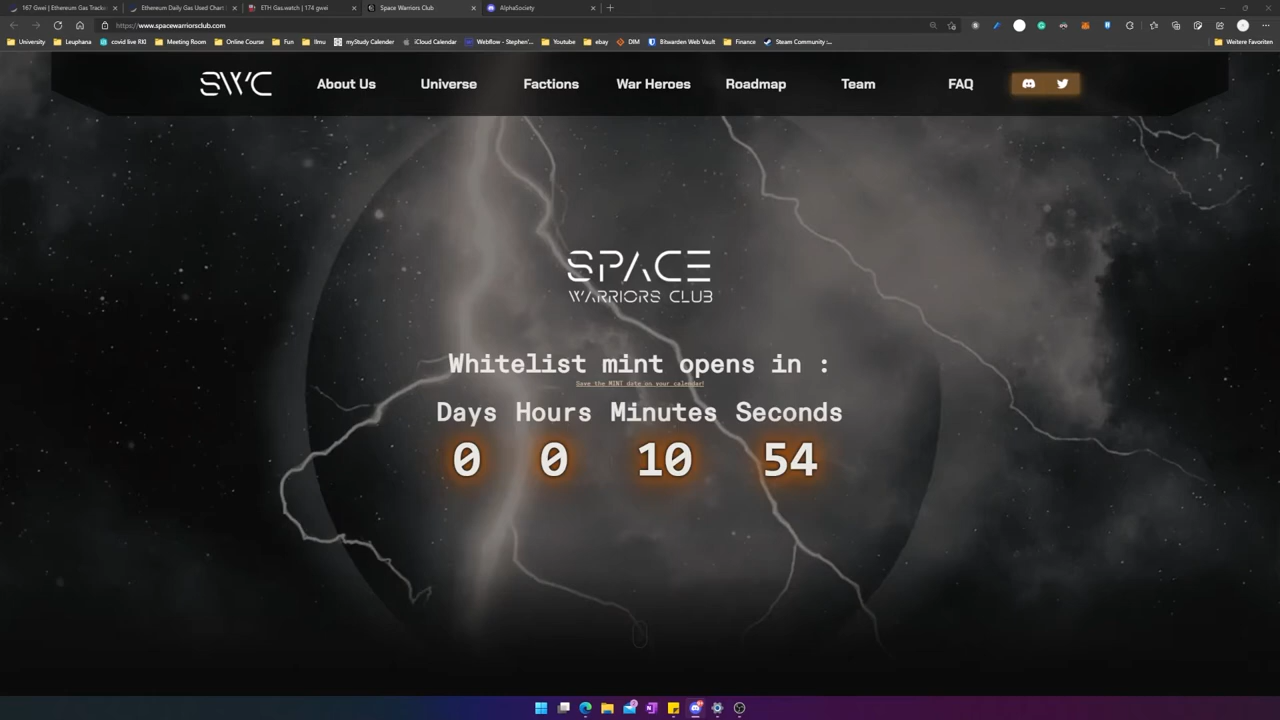 167 Gwei | Ethereum Gas Tracke
Ethereum Daily Gas Used Chart
ETH Gas.watch | 174 gwei
Space Warriors Club
AlphaSociety
https://www.spacewarriorsclub.com
University
Leuphana
covid live RKI
Meeting Room
Online Course
Fun
Ilmu
myStudy Calender
iCloud Calendar
Webflow - Stephen'...
Youtube
ebay
DIM
Bitwarden Web Vault
Finance
Steam Community :...
Weitere Favoriten
SWC
About Us
Universe
Factions
War Heroes
Roadmap
Team
FAQ
SPACE
WARRIORS CLUB
Whitelist mint opens in :
Save the MINT date on your calendar!
Days Hours Minutes Seconds
0 0 10 54